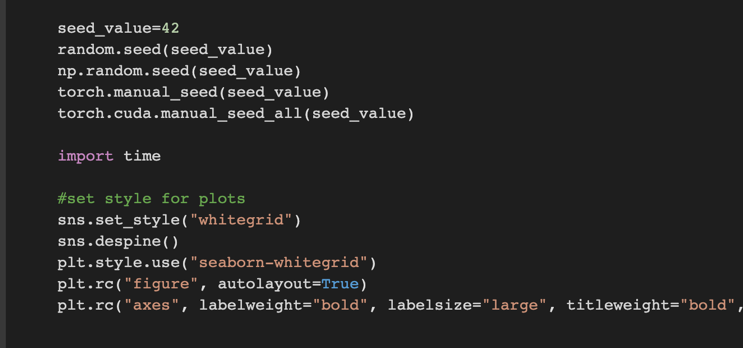 seed_value=42
random.seed(seed_value)
np.random.seed(seed_value)
torch.manual_seed(seed_value)
torch.cuda.manual_seed_all(seed_value)
import time
#set style for plots
sns.set_style("whitegrid")
sns.despine()
plt.style.use("seaborn-whitegrid")
plt.rc("figure", autolayout=True)
plt.rc("axes", labelweight="bold", labelsize="large", titleweight="bold",